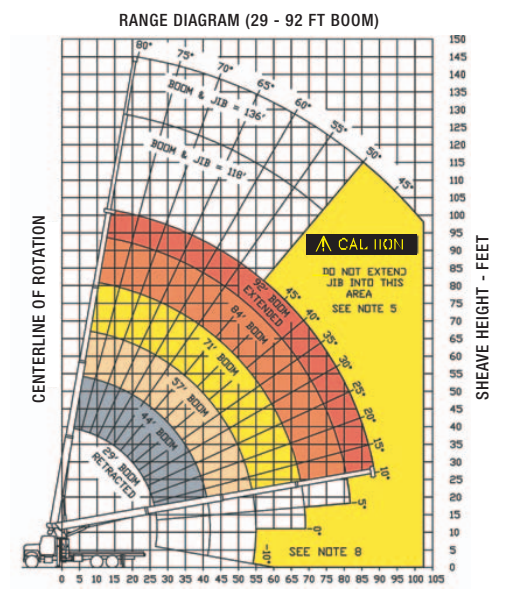 RANGE DIAGRAM (29 - 92 FT BOOM)
CENTERLINE OF ROTATION
SHEAVE HEIGHT - FEET
80° 75° 70° 65° 60° 55° 50° 45°
BOOM & JIB = 136'
BOOM & JIB = 118'
CAUTION
DO NOT EXTEND
JIB INTO THIS
AREA
SEE NOTE 5
92' BOOM
EXTENDED
84' BOOM
71' BOOM
57' BOOM
44' BOOM
29' BOOM
RETRACTED
45°
40°
35°
30°
25°
20°
15°
10°
5°
0°
-10°
SEE NOTE 8
150
145
140
135
130
125
120
115
110
105
100
95
90
85
80
75
70
65
60
55
50
45
40
35
30
25
20
15
10
5
0
0 5 10 15 20 25 30 35 40 45 50 55 60 65 70 75 80 85 90 95 100 105